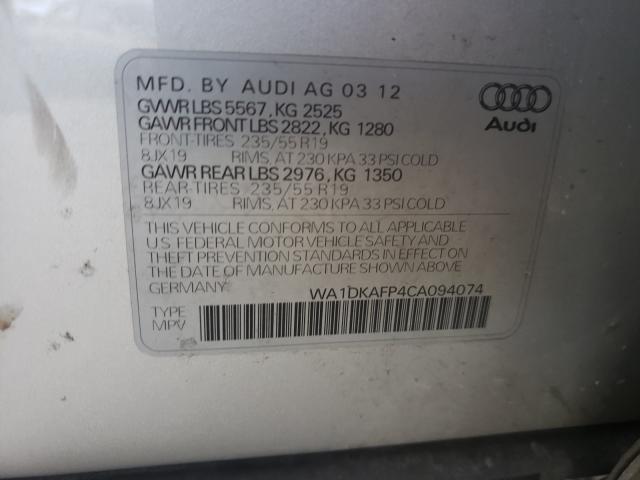 MFD. BY AUDI AG 03 12
GVWR LBS 5567, KG 2525
GAWR FRONT LBS 2822, KG 1280
FRONT-TIRES 235/55 R19
8JX19 RIMS, AT 230 KPA 33 PSI COLD
GAWR REAR LBS 2976, KG 1350
REAR-TIRES 235/55 R19
8JX19 RIMS, AT 230 KPA 33 PSI COLD
THIS VEHICLE CONFORMS TO ALL APPLICABLE
U.S. FEDERAL MOTOR VEHICLE SAFETY AND
THEFT PREVENTION STANDARDS IN EFFECT ON
THE DATE OF MANUFACTURE SHOWN ABOVE.
GERMANY
WA1DKAFP4CA094074
TYPE
MPV
Audi